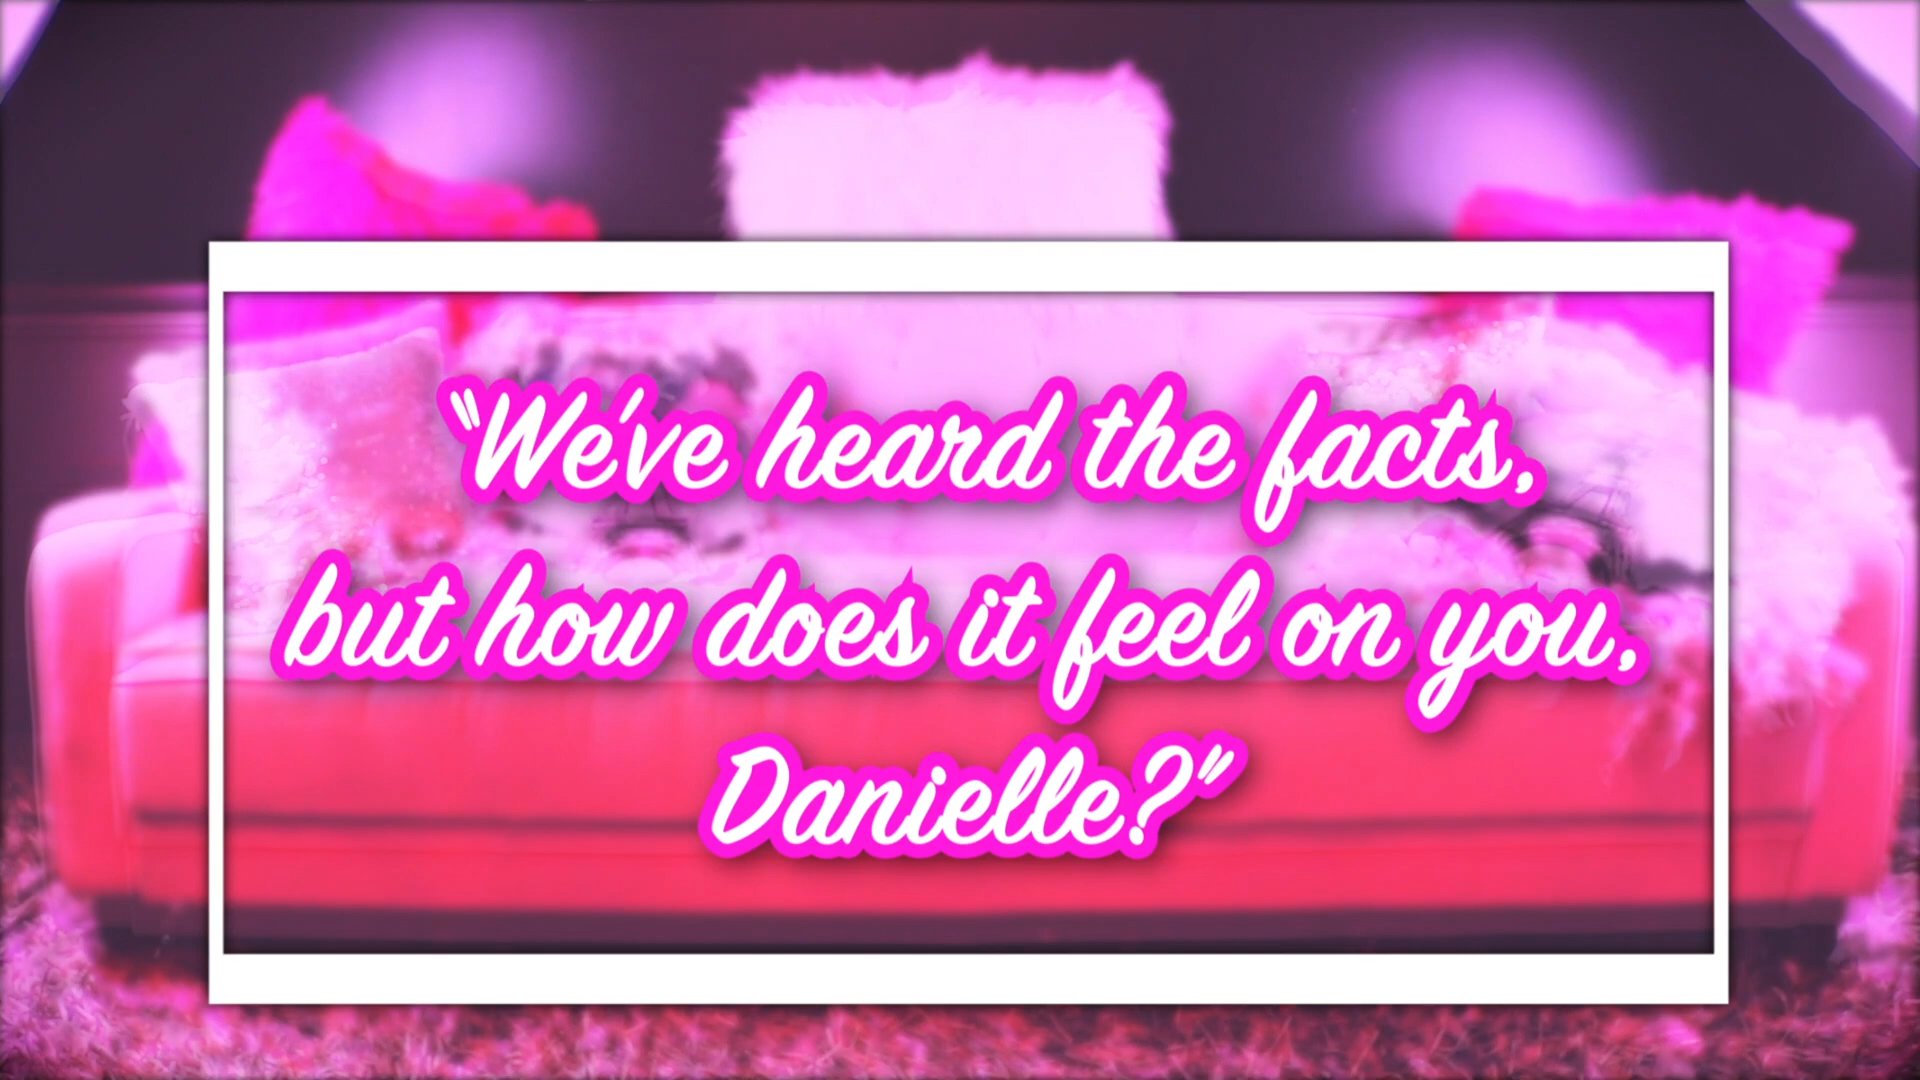 “We've heard the facts,
but how does it feel on you,
Danielle?”